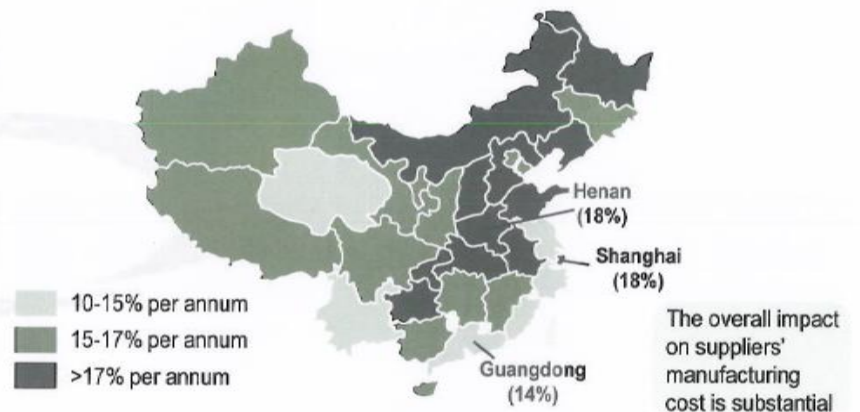 Henan
(18%)
Shanghai
(18%)
10-15% per annum
15-17% per annum
>17% per annum
Guangdong
(14%)
The overall impact
on suppliers'
manufacturing
cost is substantial